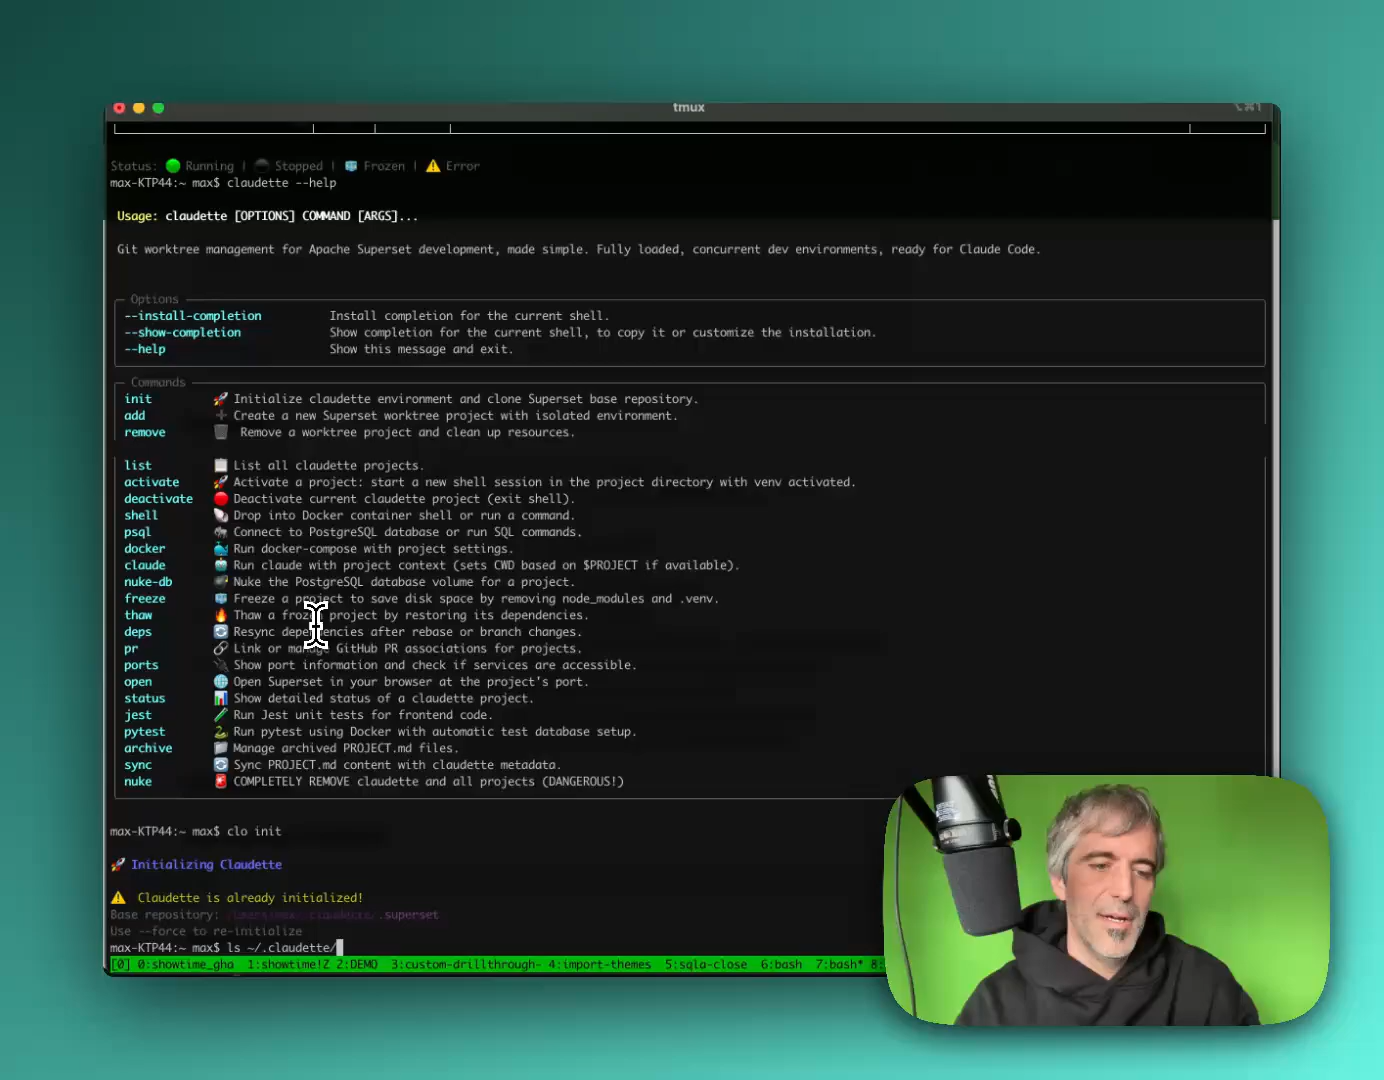 tmux
⌥⌘1
Status: Running | Stopped | Frozen | Error
max-KTP44:~ max$ claudette --help
Usage: claudette [OPTIONS] COMMAND [ARGS]...
Git worktree management for Apache Superset development, made simple. Fully loaded, concurrent dev environments, ready for Claude Code.
Options
--install-completion Install completion for the current shell.
--show-completion Show completion for the current shell, to copy it or customize the installation.
--help Show this message and exit.
Commands
init Initialize claudette environment and clone Superset base repository.
add Create a new Superset worktree project with isolated environment.
remove Remove a worktree project and clean up resources.
list List all claudette projects.
activate Activate a project: start a new shell session in the project directory with venv activated.
deactivate Deactivate current claudette project (exit shell).
shell Drop into Docker container shell or run a command.
psql Connect to PostgreSQL database or run SQL commands.
docker Run docker-compose with project settings.
claude Run claude with project context (sets CWD based on $PROJECT if available).
nuke-db Nuke the PostgreSQL database volume for a project.
freeze Freeze a project to save disk space by removing node_modules and .venv.
thaw Thaw a frozen project by restoring its dependencies.
deps Resync dependencies after rebase or branch changes.
pr Link or manage GitHub PR associations for projects.
ports Show port information and check if services are accessible.
open Open Superset in your browser at the project's port.
status Show detailed status of a claudette project.
jest Run Jest unit tests for frontend code.
pytest Run pytest using Docker with automatic test database setup.
archive Manage archived PROJECT.md files.
sync Sync PROJECT.md content with claudette metadata.
nuke COMPLETELY REMOVE claudette and all projects (DANGEROUS!)
max-KTP44:~ max$ clo init
Initializing Claudette
Claudette is already initialized!
Base repository: /Users/max/.claudette/.superset
Use --force to re-initialize
max-KTP44:~ max$ ls ~/.claudette/
[0] 0:showtime_gha 1:showtime!Z 2:DEMO 3:custom-drillthrough- 4:import-themes 5:sqla-close 6:bash 7:bash* 8: